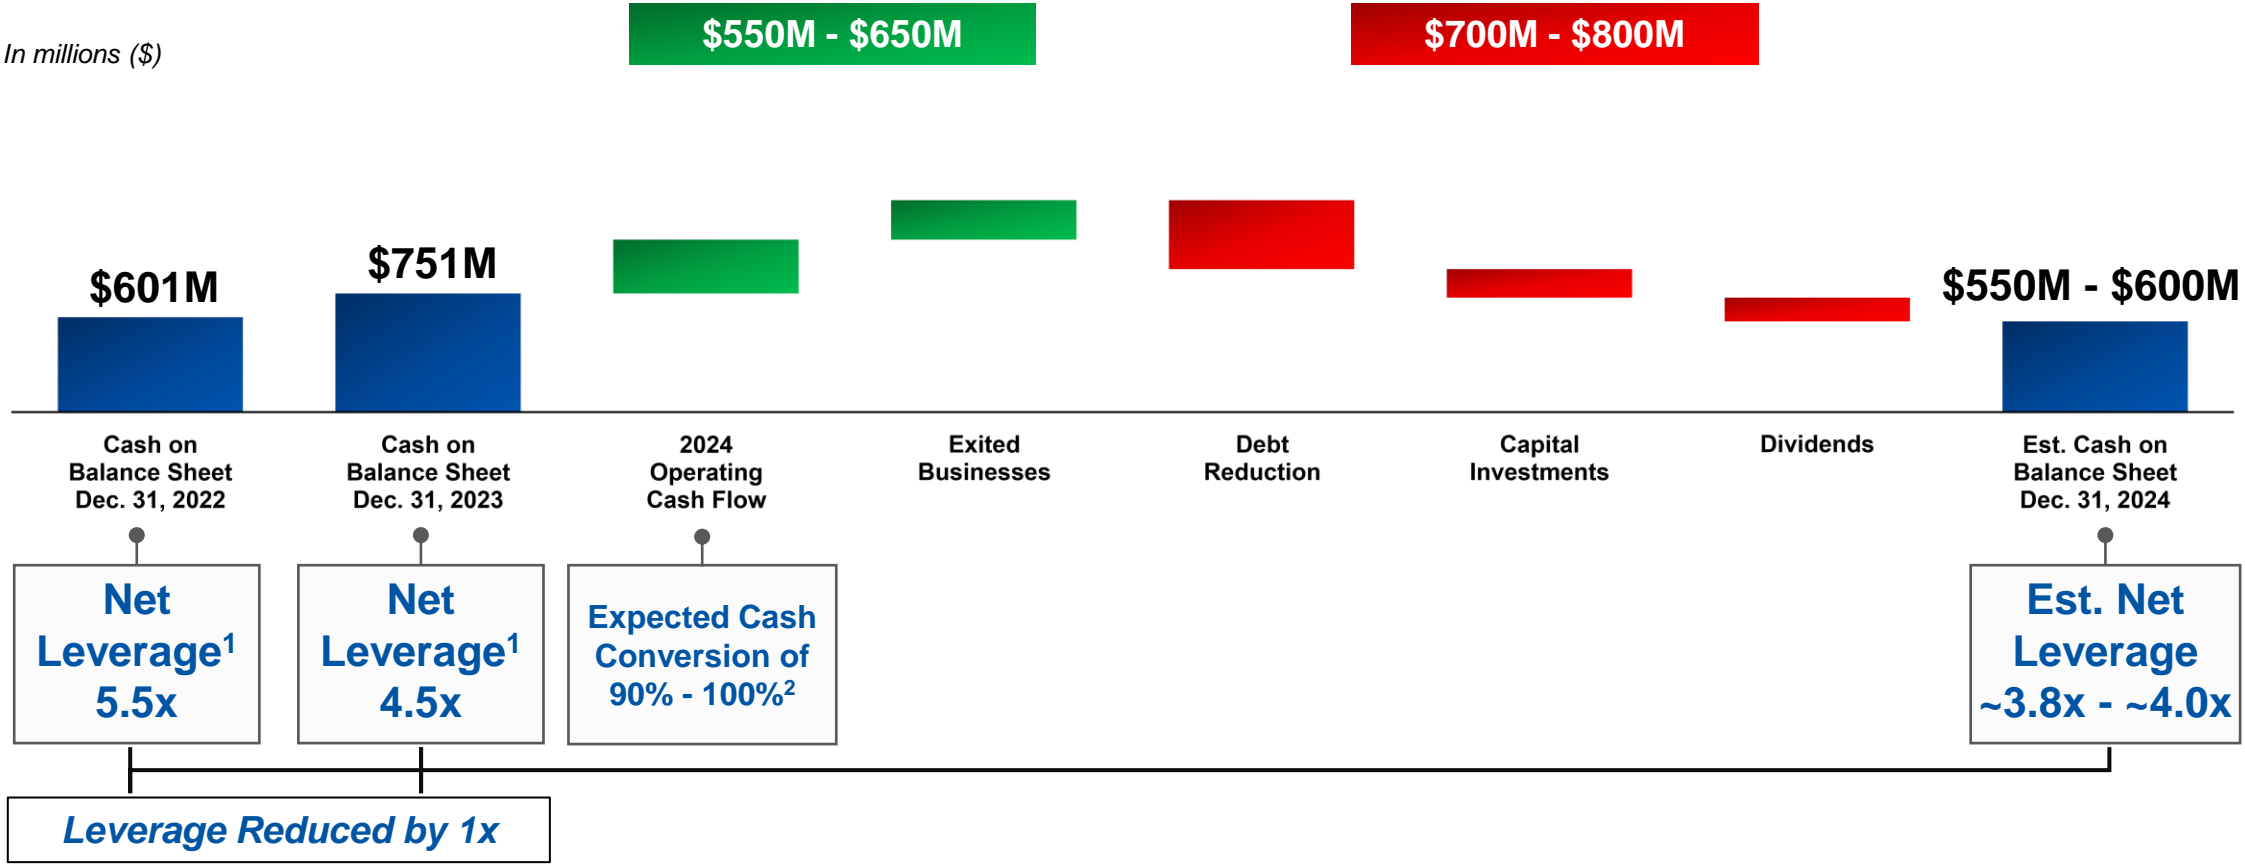 In millions ($)
$550M - $650M
$700M - $800M
$601M
$751M
$550M - $600M
Cash on
Balance Sheet
Dec. 31, 2022
Cash on
Balance Sheet
Dec. 31, 2023
2024
Operating
Cash Flow
Exited
Businesses
Debt
Reduction
Capital
Investments
Dividends
Est. Cash on
Balance Sheet
Dec. 31, 2024
Net
Leverage¹
5.5x
Net
Leverage¹
4.5x
Expected Cash
Conversion of
90% - 100%²
Est. Net
Leverage
~3.8x - ~4.0x
Leverage Reduced by 1x